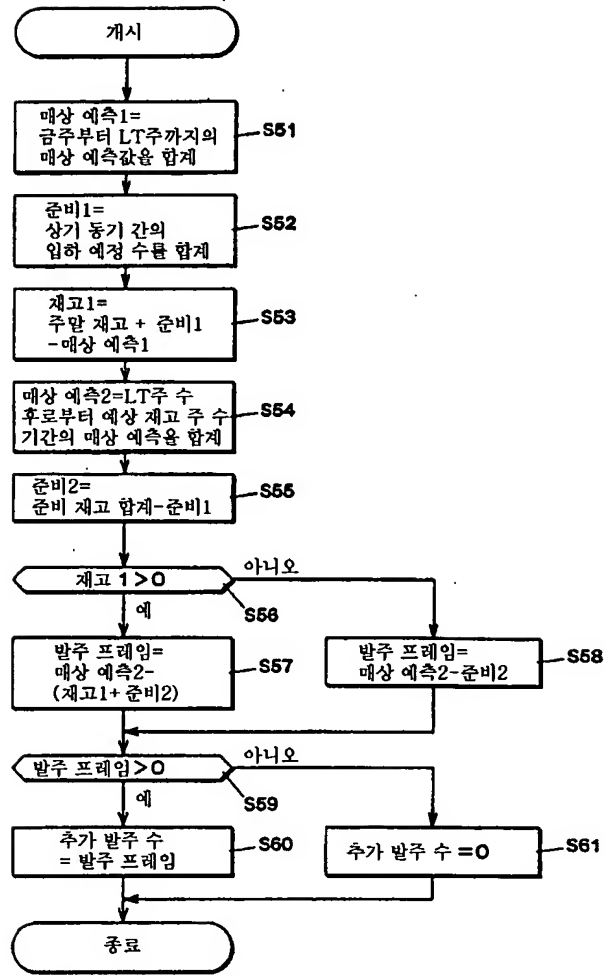 개시
매상 예측1=
금주부터 LT주까지의
매상 예측값을 합계
S51
준비1=
상기 동기 간의
입하 예정 수를 합계
S52
재고1=
주말 재고 + 준비1
-매상 예측1
S53
매상 예측2=LT주 수
후로부터 예상 재고 주 수
기간의 매상 예측을 합계
S54
준비2=
준비 재고 합계-준비1
S55
재고 1>0
아니오
S56
예
발주 프레임=
매상 예측2-
(재고1+준비2)
S57
발주 프레임=
매상 예측2-준비2
S58
발주 프레임>0
아니오
S59
예
추가 발주 수
= 발주 프레임
S60
추가 발주 수 =0
S61
종료